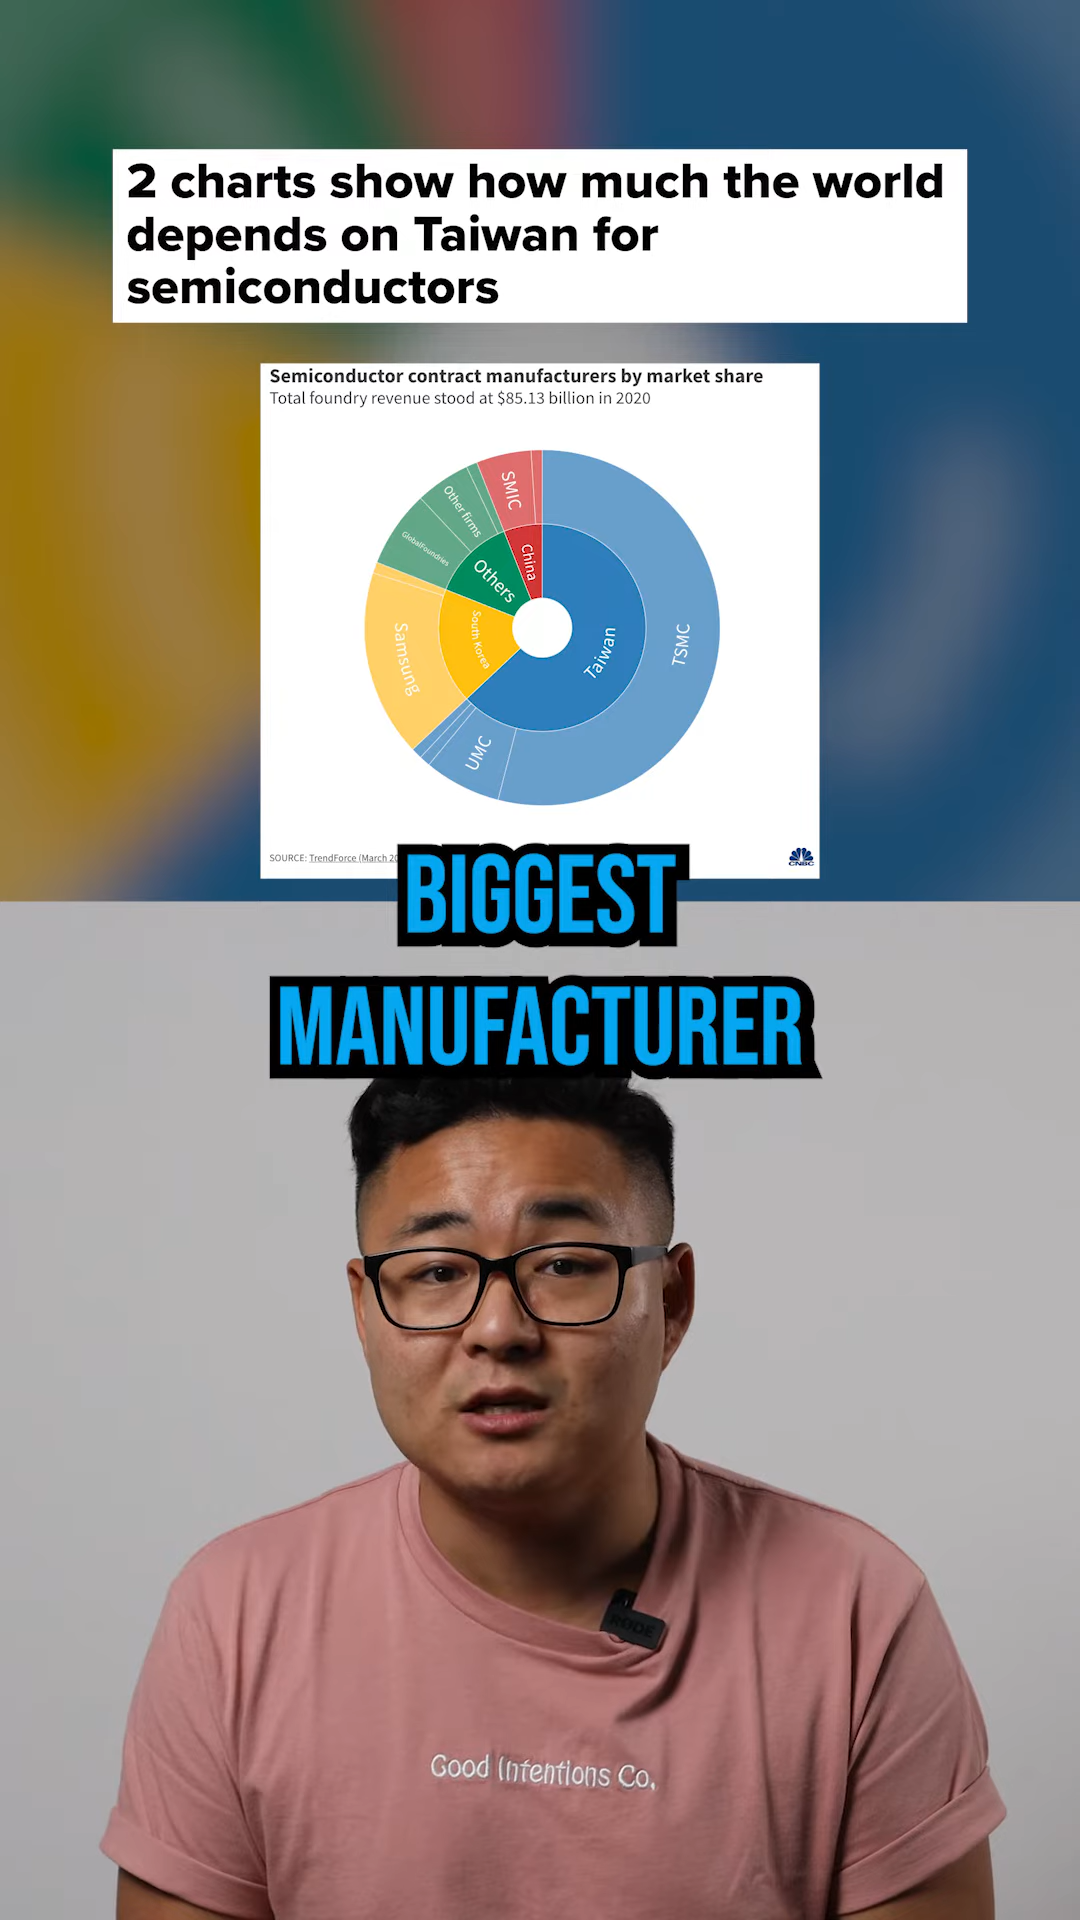 2 charts show how much the world
depends on Taiwan for
semiconductors
Semiconductor contract manufacturers by market share
Total foundry revenue stood at $85.13 billion in 2020
SMIC
Other firms
GlobalFoundries
China
Others
South Korea
Samsung
Taiwan
TSMC
UMC
SOURCE: TrendForce (March 20
CNBC
BIGGEST
MANUFACTURER
RØDE
Good Intentions Co.